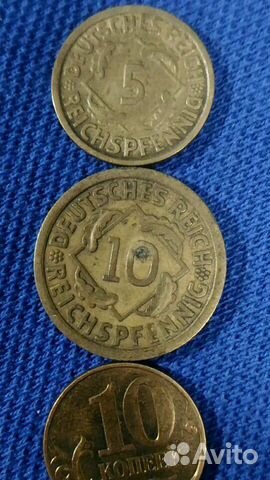 DEUTSCHES REICH
5
REICHSPFENNIG
DEUTSCHES REICH
10
REICHSPFENNIG
10
КОПЕЕК
Avito